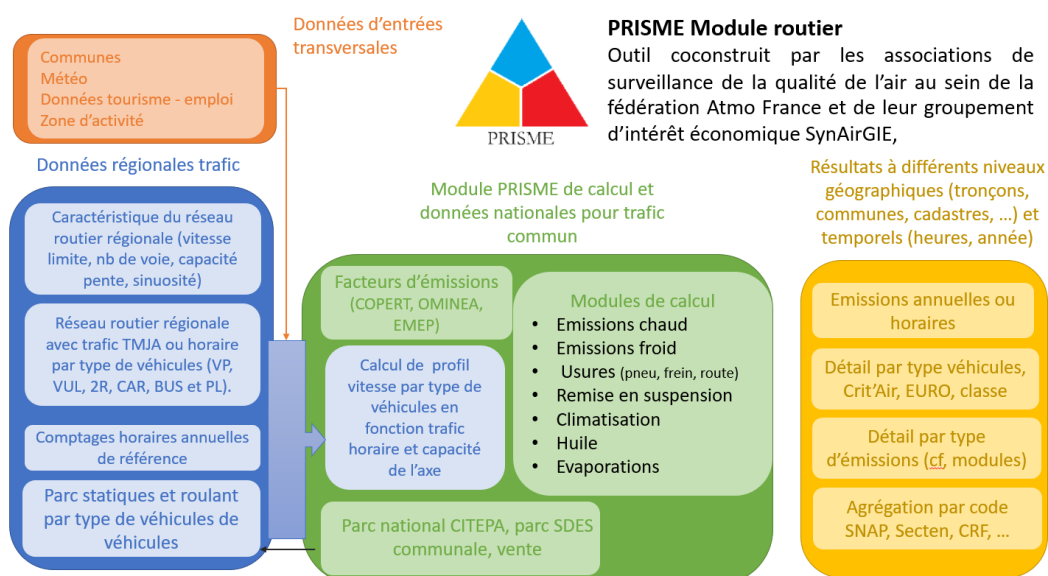 Données d'entrées
transversales
Communes
Météo
Données tourisme - emploi
Zone d'activité
PRISME
PRISME Module routier
Outil coconstruit par les associations de
surveillance de la qualité de l'air au sein de la
fédération Atmo France et de leur groupement
d'intérêt économique SynAirGIE,
Données régionales trafic
Caractéristique du réseau
routier régionale (vitesse
limite, nb de voie, capacité
pente, sinuosité)
Réseau routier régionale
avec trafic TMJA ou horaire
par type de véhicules (VP,
VUL, 2R, CAR, BUS et PL).
Comptages horaires annuelles
de référence
Parc statiques et roulant
par type de véhicules de
véhicules
Module PRISME de calcul et
données nationales pour trafic
commun
Facteurs d'émissions
(COPERT, OMINEA,
EMEP)
Calcul de profil
vitesse par type de
véhicules en
fonction trafic
horaire et capacité
de l'axe
Modules de calcul
• Emissions chaud
• Emissions froid
• Usures (pneu, frein, route)
• Remise en suspension
• Climatisation
• Huile
• Evaporations
Parc national CITEPA, parc SDES
communale, vente
Résultats à différents niveaux
géographiques (tronçons,
communes, cadastres, ...) et
temporels (heures, année)
Emissions annuelles ou
horaires
Détail par type véhicules,
Crit'Air, EURO, classe
Détail par type
d'émissions (cf, modules)
Agrégation par code
SNAP, Secten, CRF, ...